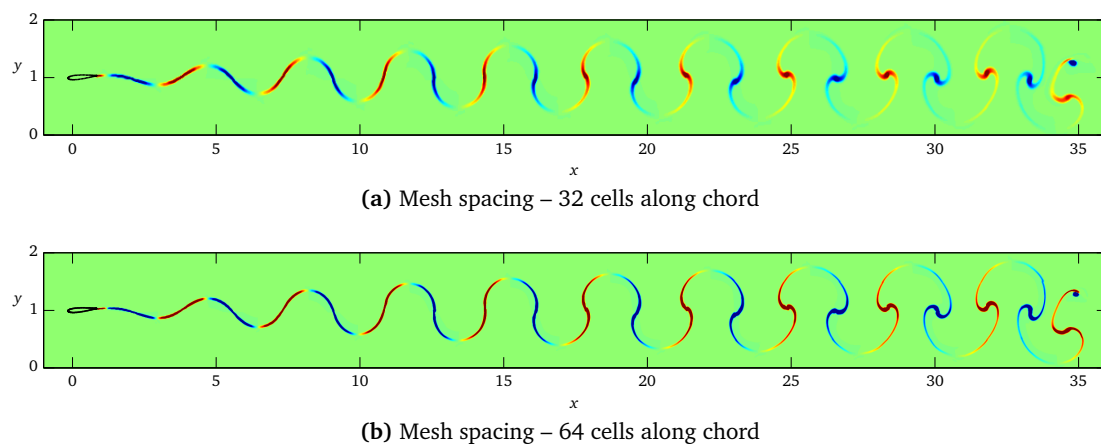 2
y
1
0
0 5 10 15 20 25 30 35
x
(a) Mesh spacing – 32 cells along chord
2
y
1
0
0 5 10 15 20 25 30 35
x
(b) Mesh spacing – 64 cells along chord